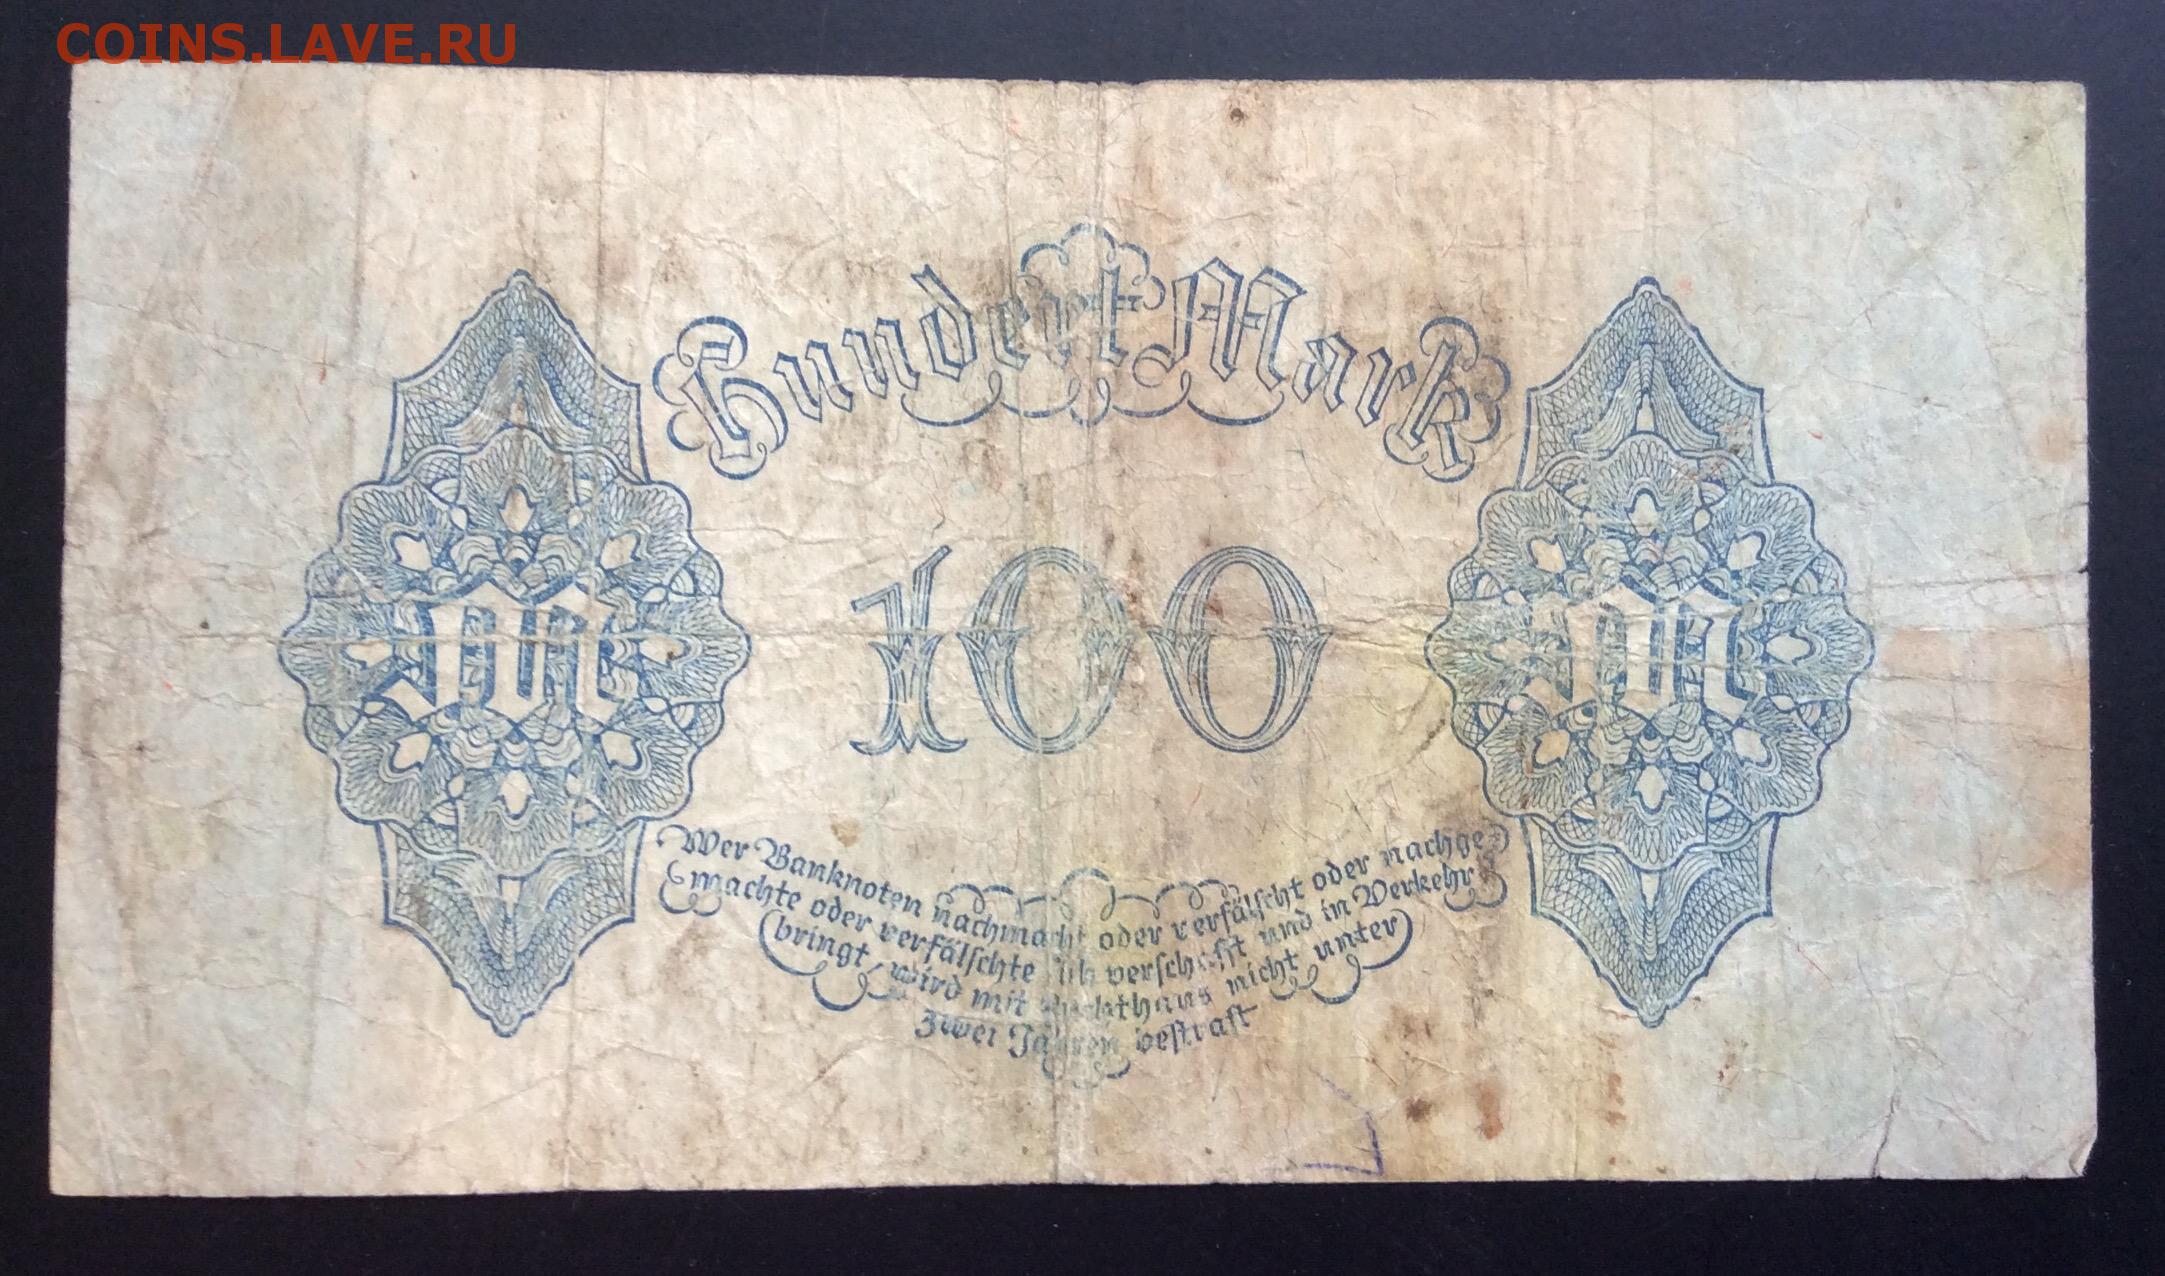 COINS.LAVE.RU
Hundert Mark
M
M
100
Wer Banknoten nachmacht oder verfälscht oder nachge-
machte oder verfälschte sich verschafft und in Verkehr
bringt, wird mit Zuchthaus nicht unter
zwei Jahren bestraft